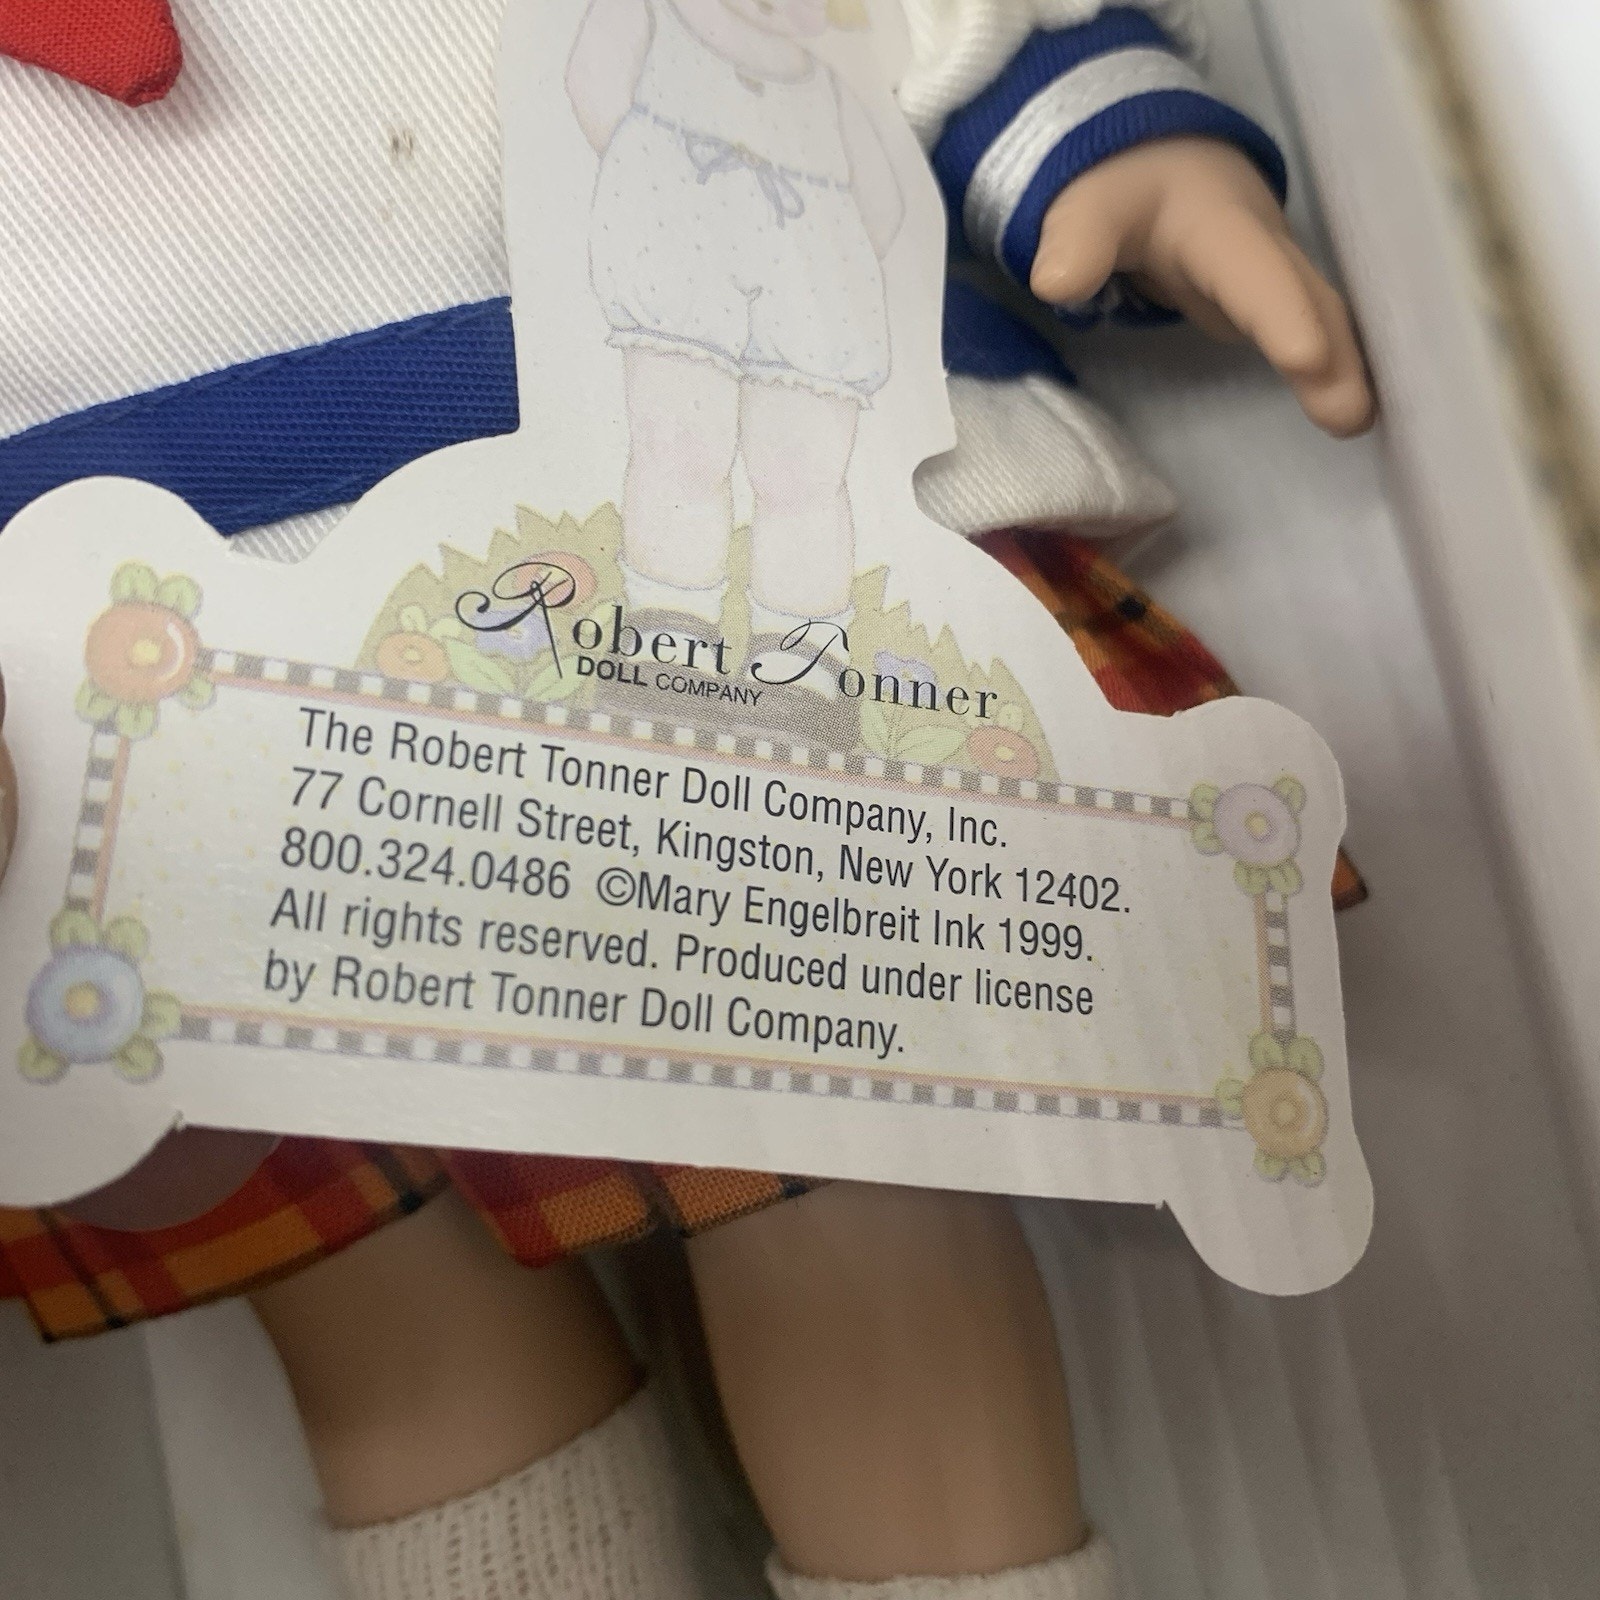 Robert Tonner
DOLL COMPANY
The Robert Tonner Doll Company, Inc.
77 Cornell Street, Kingston, New York 12402.
800.324.0486 ©Mary Engelbreit Ink 1999.
All rights reserved. Produced under license
by Robert Tonner Doll Company.